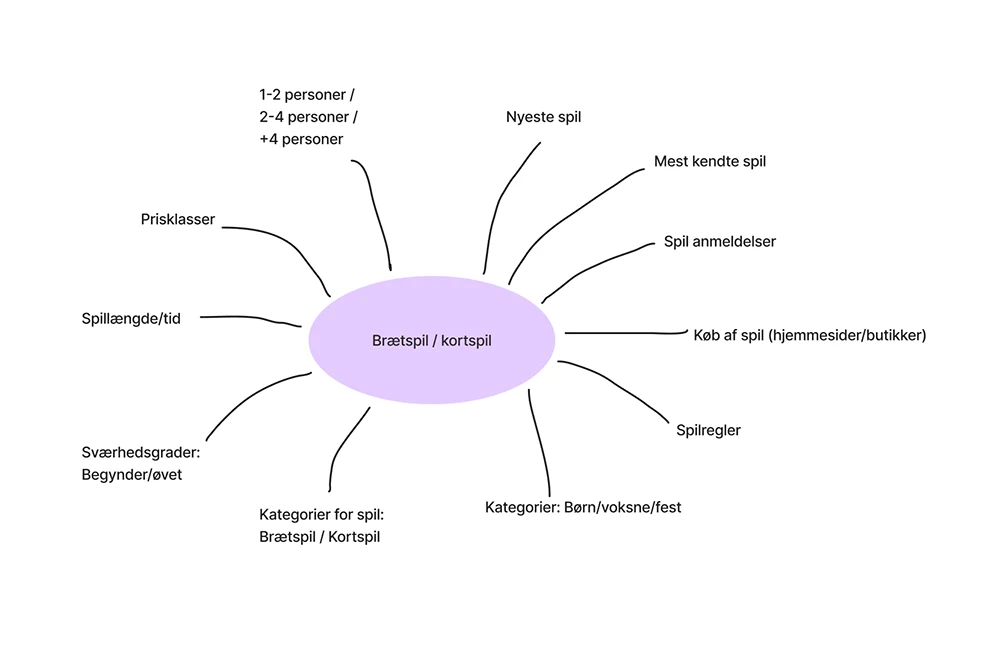 1-2 personer /
2-4 personer /
+4 personer
Nyeste spil
Mest kendte spil
Prisklasser
Spil anmeldelser
Spillængde/tid
Brætspil / kortspil
Køb af spil (hjemmesider/butikker)
Spilregler
Sværhedsgrader:
Begynder/øvet
Kategorier for spil:
Brætspil / Kortspil
Kategorier: Børn/voksne/fest